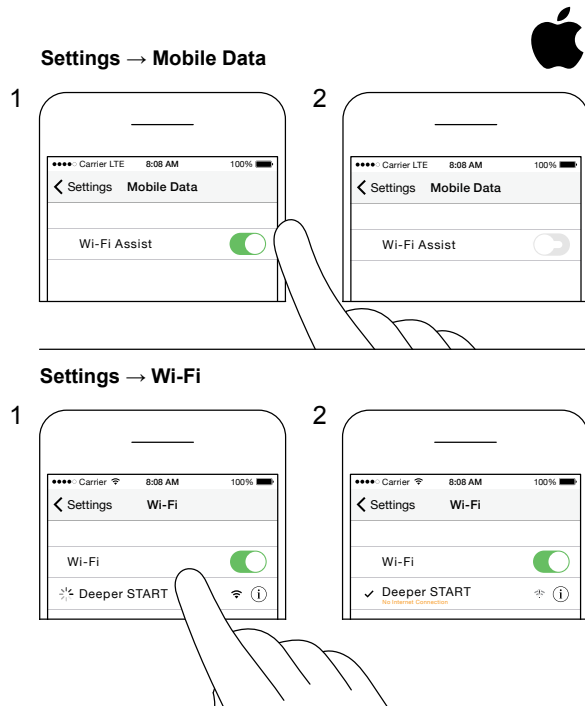 Settings → Mobile Data
1
●●●●○ Carrier LTE 8:08 AM 100%
Settings Mobile Data
Wi-Fi Assist
2
●●●●○ Carrier LTE 8:08 AM 100%
Settings Mobile Data
Wi-Fi Assist
Settings → Wi-Fi
1
●●●●○ Carrier 8:08 AM 100%
Settings Wi-Fi
Wi-Fi
Deeper START
2
●●●●○ Carrier 8:08 AM 100%
Settings Wi-Fi
Wi-Fi
Deeper START
No Internet Connection